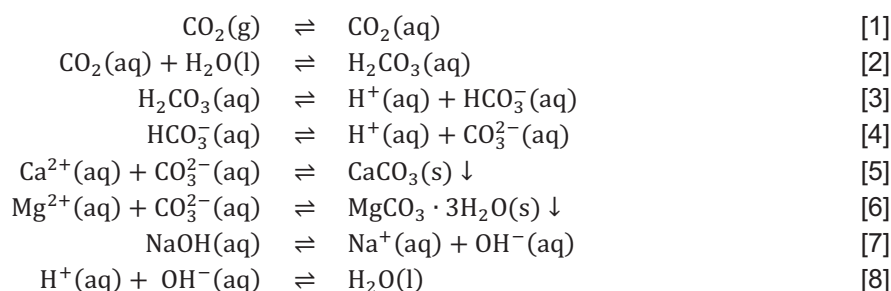 CO₂(g) ⇌ CO₂(aq) [1]
CO₂(aq) + H₂O(l) ⇌ H₂CO₃(aq) [2]
H₂CO₃(aq) ⇌ H⁺(aq) + HCO₃⁻(aq) [3]
HCO₃⁻(aq) ⇌ H⁺(aq) + CO₃²⁻(aq) [4]
Ca²⁺(aq) + CO₃²⁻(aq) ⇌ CaCO₃(s) ↓ [5]
Mg²⁺(aq) + CO₃²⁻(aq) ⇌ MgCO₃ · 3H₂O(s) ↓ [6]
NaOH(aq) ⇌ Na⁺(aq) + OH⁻(aq) [7]
H⁺(aq) + OH⁻(aq) ⇌ H₂O(l) [8]